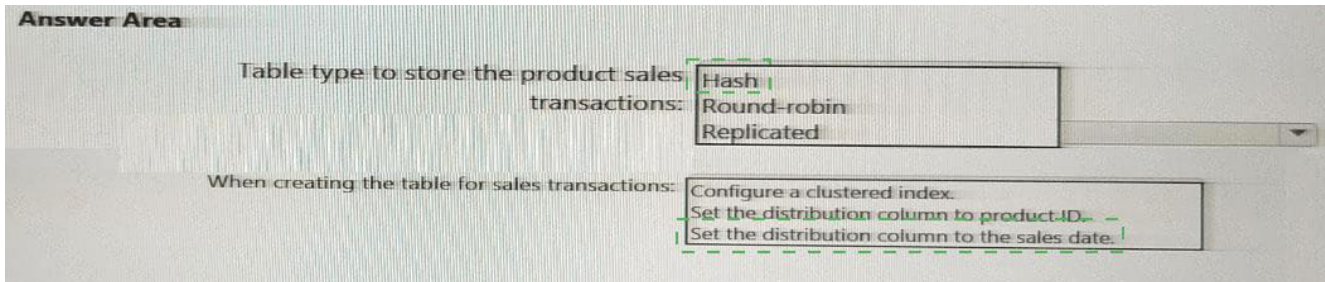 Answer Area
Table type to store the product sales
transactions:
Hash
Round-robin
Replicated
When creating the table for sales transactions:
Configure a clustered index.
Set the distribution column to product ID.
Set the distribution column to the sales date.